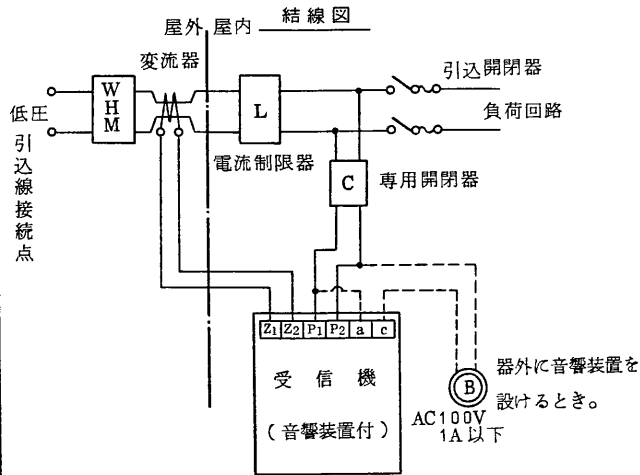 結線図
屋外 屋内
変流器
WHM
低圧
引込線接続点
L
電流制限器
引込開閉器
負荷回路
C
専用開閉器
Z1 Z2 P1 P2 a c
受信機
(音響装置付)
B
AC100V
1A以下
器外に音響装置を
設けるとき。